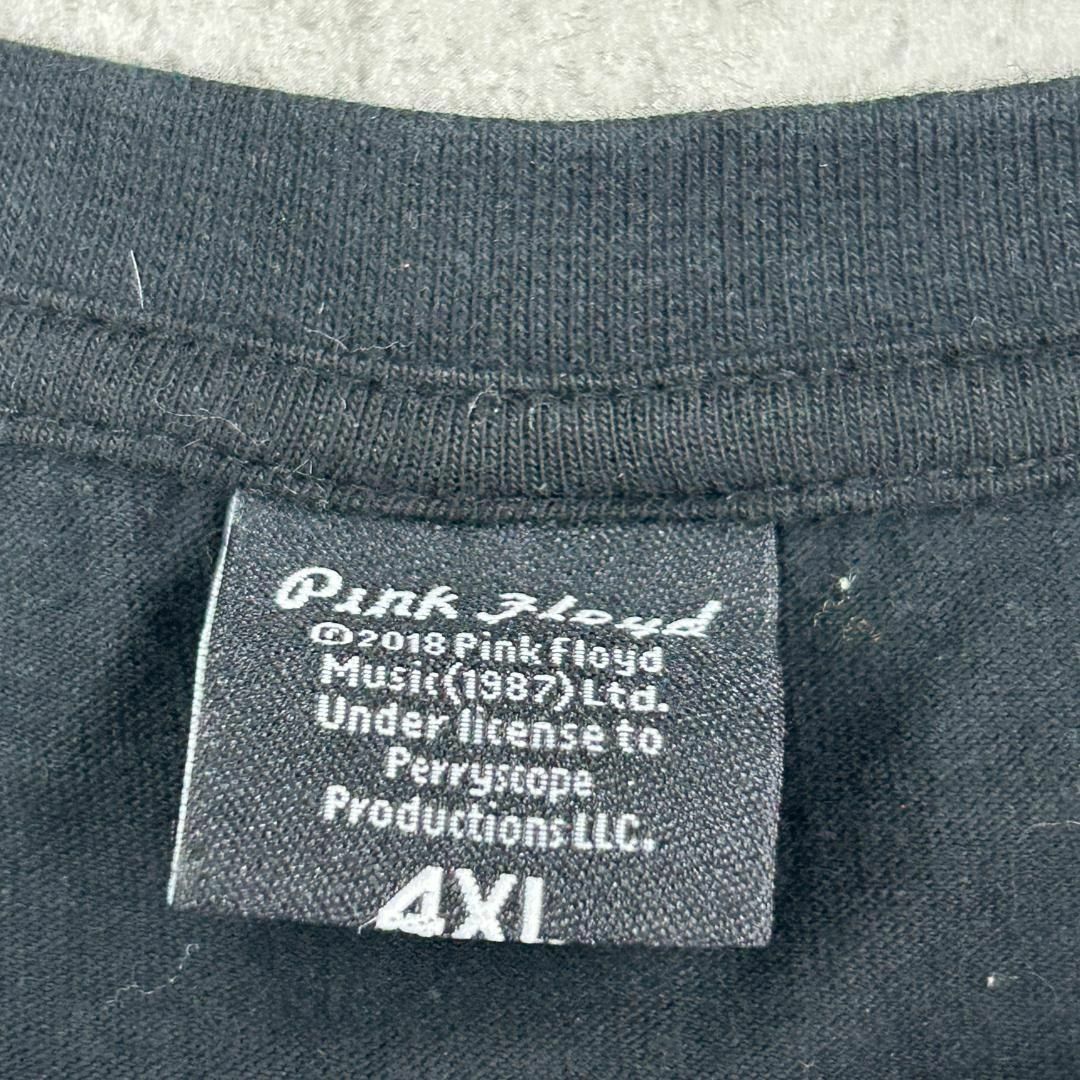 Pink Floyd
©2018 Pink Floyd
Music (1987) Ltd.
Under license to
Perryscope
Productions LLC.
4XL